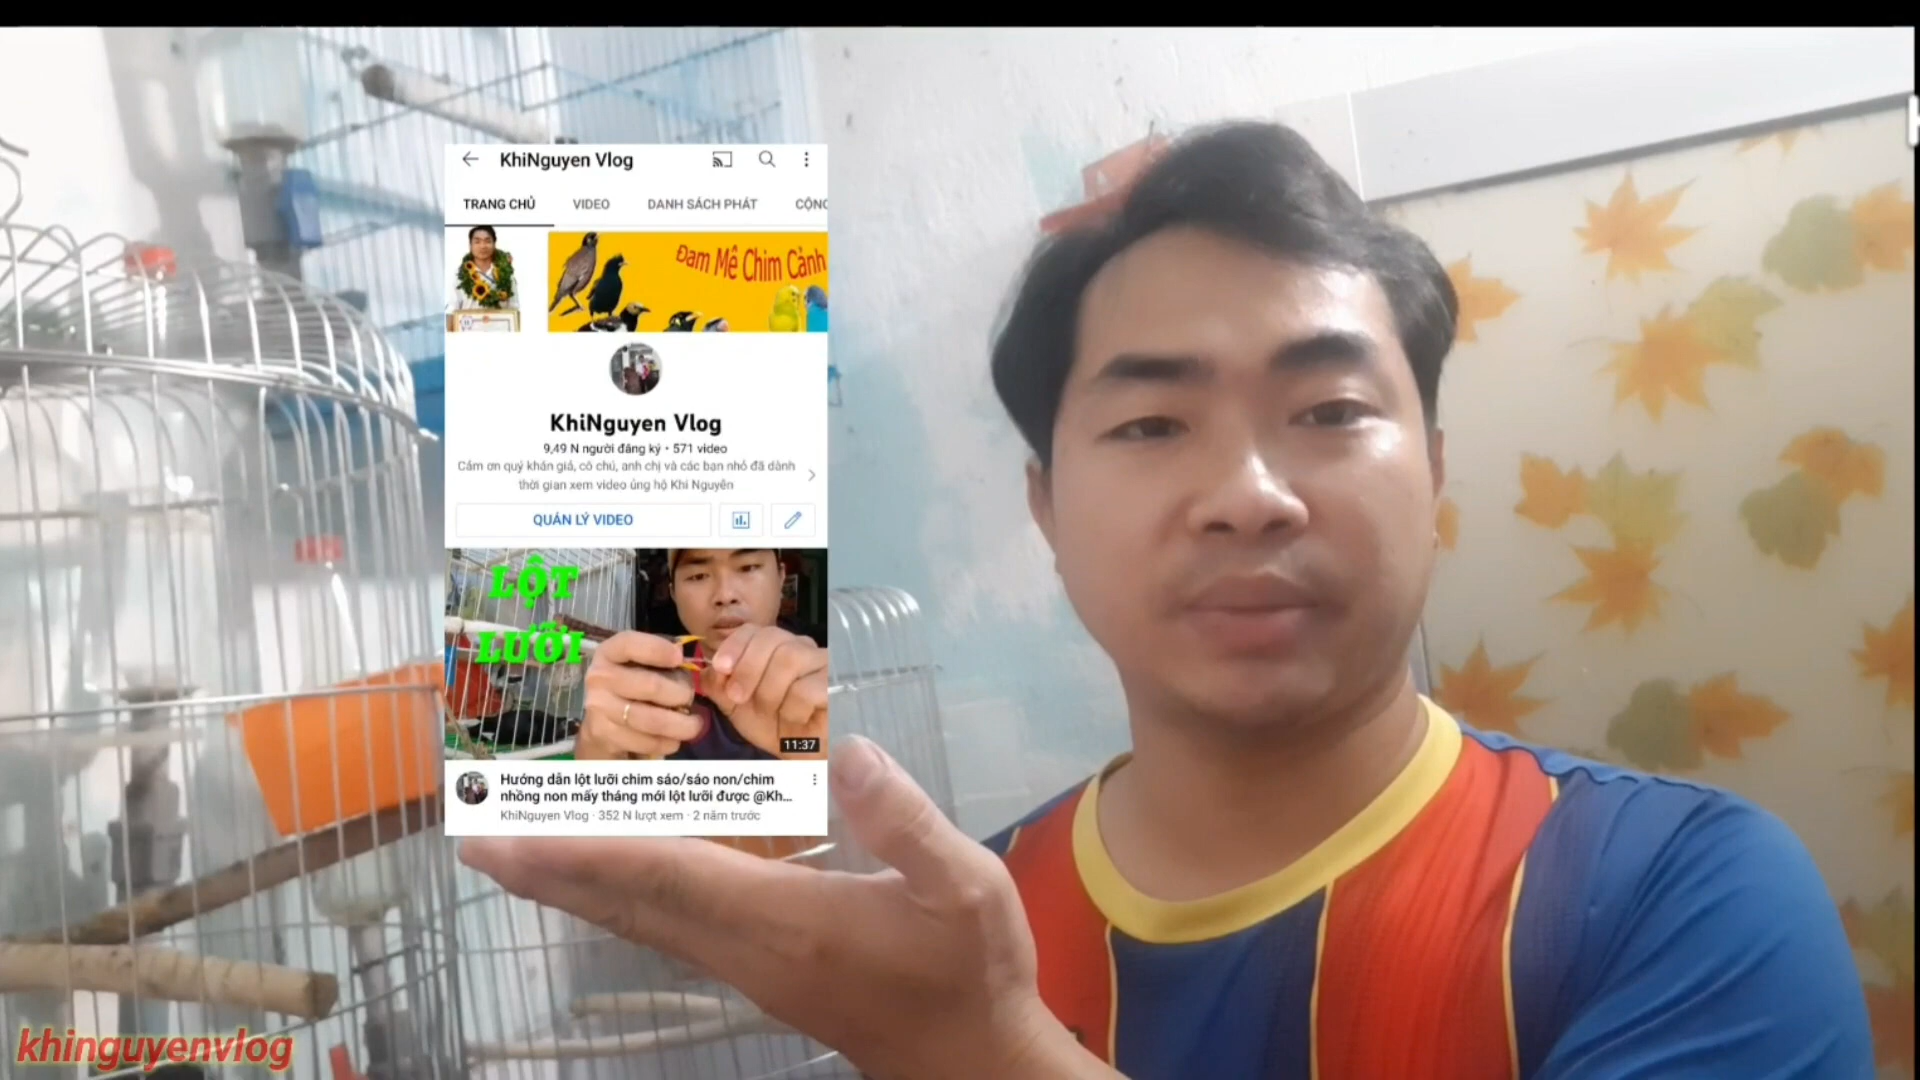 KhiNguyen Vlog
TRANG CHỦ VIDEO DANH SÁCH PHÁT CỘNG
Đam Mê Chim Cảnh
KhiNguyen Vlog
9,49 N người đăng ký • 571 video
Cảm ơn quý khán giả, cô chú, anh chị và các bạn nhỏ đã dành
thời gian xem video ủng hộ Khi Nguyên
QUẢN LÝ VIDEO
LỘT
LƯỠI
11:37
Hướng dẫn lột lưỡi chim sáo/sáo non/chim
nhồng non mấy tháng mới lột lưỡi được @Kh...
KhiNguyen Vlog · 352 N lượt xem · 2 năm trước
khinguyenvlog